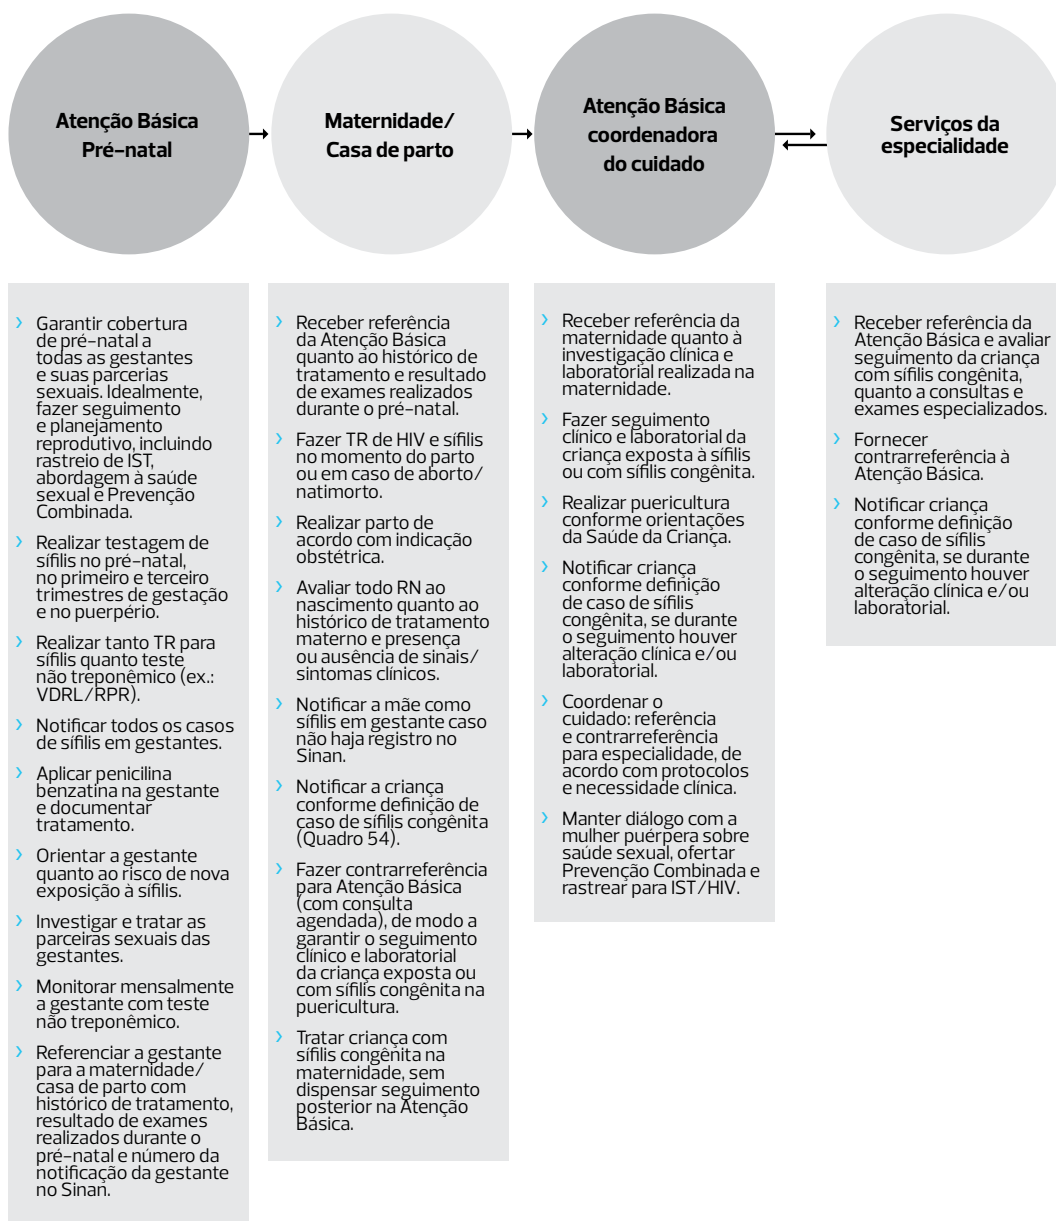 Atenção Básica
Pré-natal
Maternidade/
Casa de parto
Atenção Básica
coordenadora
do cuidado
Serviços da
especialidade
› Garantir cobertura
de pré-natal a
todas as gestantes
e suas parcerias
sexuais. Idealmente,
fazer seguimento
e planejamento
reprodutivo, incluindo
rastreio de IST,
abordagem à saúde
sexual e Prevenção
Combinada.
› Realizar testagem de
sífilis no pré-natal,
no primeiro e terceiro
trimestres de gestação
e no puerpério.
› Realizar tanto TR para
sífilis quanto teste
não treponêmico (ex.:
VDRL/RPR).
› Notificar todos os casos
de sífilis em gestantes.
› Aplicar penicilina
benzatina na gestante
e documentar
tratamento.
› Orientar a gestante
quanto ao risco de nova
exposição à sífilis.
› Investigar e tratar as
parceiras sexuais das
gestantes.
› Monitorar mensalmente
a gestante com teste
não treponêmico.
› Referenciar a gestante
para a maternidade/
casa de parto com
histórico de tratamento,
resultado de exames
realizados durante o
pré-natal e número da
notificação da gestante
no Sinan.
› Receber referência
da Atenção Básica
quanto ao histórico de
tratamento e resultado
de exames realizados
durante o pré-natal.
› Fazer TR de HIV e sífilis
no momento do parto
ou em caso de aborto/
natimorto.
› Realizar parto de
acordo com indicação
obstétrica.
› Avaliar todo RN ao
nascimento quanto ao
histórico de tratamento
materno e presença
ou ausência de sinais/
sintomas clínicos.
› Notificar a mãe como
sífilis em gestante caso
não haja registro no
Sinan.
› Notificar a criança
conforme definição de
caso de sífilis congênita
(Quadro 54).
› Fazer contrarreferência
para Atenção Básica
(com consulta
agendada), de modo a
garantir o seguimento
clínico e laboratorial
da criança exposta ou
com sífilis congênita na
puericultura.
› Tratar criança com
sífilis congênita na
maternidade, sem
dispensar seguimento
posterior na Atenção
Básica.
› Receber referência da
maternidade quanto à
investigação clínica e
laboratorial realizada na
maternidade.
› Fazer seguimento
clínico e laboratorial da
criança exposta à sífilis
ou com sífilis congênita.
› Realizar puericultura
conforme orientações
da Saúde da Criança.
› Notificar criança
conforme definição
de caso de sífilis
congênita, se durante
o seguimento houver
alteração clínica e/ou
laboratorial.
› Coordenar o
cuidado: referência
e contrarreferência
para especialidade, de
acordo com protocolos
e necessidade clínica.
› Manter diálogo com a
mulher puérpera sobre
saúde sexual, ofertar
Prevenção Combinada e
rastrear para IST/HIV.
› Receber referência da
Atenção Básica e avaliar
seguimento da criança
com sífilis congênita,
quanto a consultas e
exames especializados.
› Fornecer
contrarreferência à
Atenção Básica.
› Notificar criança
conforme definição
de caso de sífilis
congênita, se durante
o seguimento houver
alteração clínica e/ou
laboratorial.